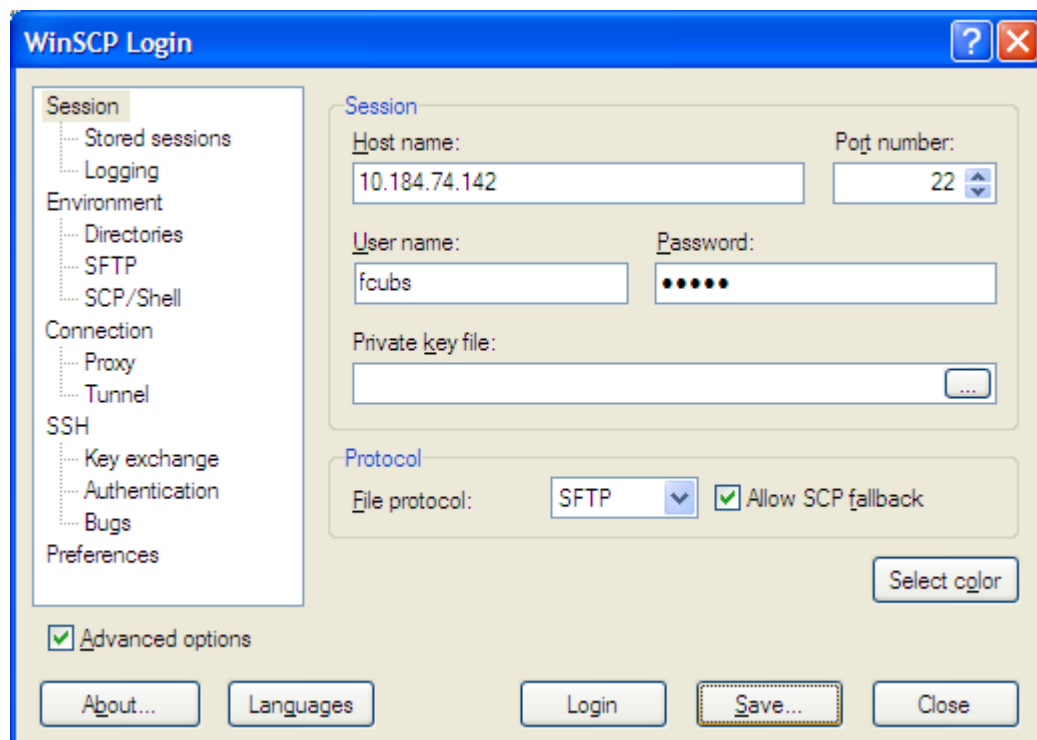 WinSCP Login
Session
Stored sessions
Logging
Environment
Directories
SFTP
SCP/Shell
Connection
Proxy
Tunnel
SSH
Key exchange
Authentication
Bugs
Preferences
Advanced options
Session
Host name:
Port number:
10.184.74.142
22
User name:
Password:
fcubs
•••••
Private key file:
...
Protocol
File protocol:
SFTP
Allow SCP fallback
Select color
About...
Languages
Login
Save...
Close